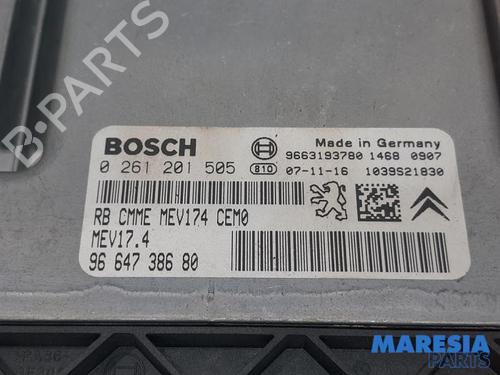 B-PARTS
BOSCH
0 261 201 505
810
Made in Germany
9663193780 1468 0907
07-11-16 1039S21830
RB CMME MEV174 CEM0
MEV17.4
96 647 386 80
MARESIA
PARTS